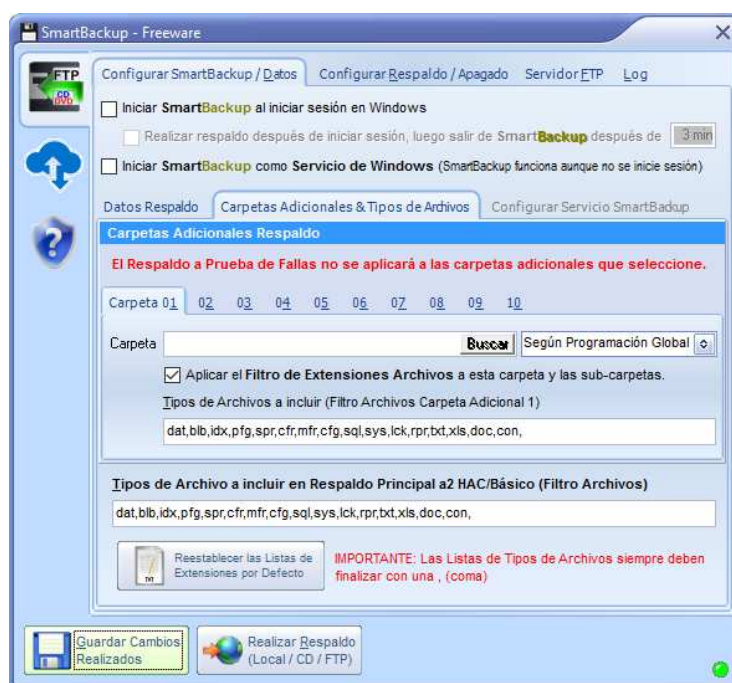 SmartBackup - Freeware
FTP
CD
DVD
Configurar SmartBackup / Datos Configurar Respaldo / Apagado Servidor FTP Log
Iniciar SmartBackup al iniciar sesión en Windows
Realizar respaldo después de iniciar sesión, luego salir de SmartBackup después de 3 min
Iniciar SmartBackup como Servicio de Windows (SmartBackup funciona aunque no se inicie sesión)
Datos Respaldo Carpetas Adicionales & Tipos de Archivos Configurar Servicio SmartBackup
Carpetas Adicionales Respaldo
El Respaldo a Prueba de Fallas no se aplicará a las carpetas adicionales que seleccione.
Carpeta 01 02 03 04 05 06 07 08 09 10
Carpeta Buscar Según Programación Global
Aplicar el Filtro de Extensiones Archivos a esta carpeta y las sub-carpetas.
Tipos de Archivos a incluir (Filtro Archivos Carpeta Adicional 1)
dat,blb,idx,pfg,spr,cfr,mfr,cfg,sql,sys,lck,rpr,txt,xls,doc,con,
Tipos de Archivo a incluir en Respaldo Principal a2 HAC/Básico (Filtro Archivos)
dat,blb,idx,pfg,spr,cfr,mfr,cfg,sql,sys,lck,rpr,txt,xls,doc,con,
TXT
Reestablecer las Listas de
Extensiones por Defecto
IMPORTANTE: Las Listas de Tipos de Archivos siempre deben
finalizar con una , (coma)
Guardar Cambios
Realizados
Realizar Respaldo
(Local / CD / FTP)